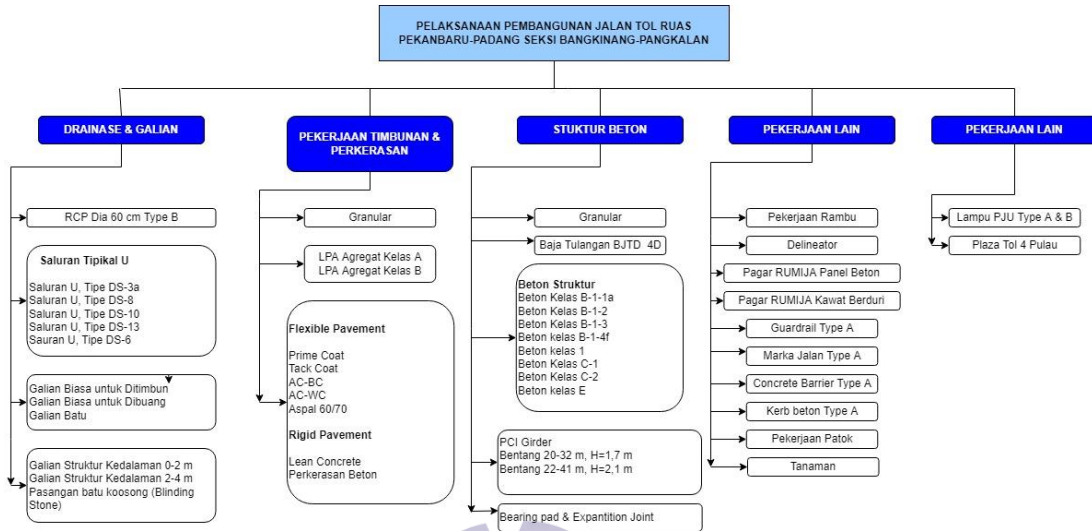 PELAKSANAAN PEMBANGUNAN JALAN TOL RUAS
PEKANBARU-PADANG SEKSI BANGKINANG-PANGKALAN
DRAINASE & GALIAN
RCP Dia 60 cm Type B
Saluran Tipikal U
Saluran U, Tipe DS-3a
Saluran U, Tipe DS-8
Saluran U, Tipe DS-10
Saluran U, Tipe DS-13
Sauran U, Tipe DS-6
Galian Biasa untuk Ditimbun
Galian Biasa untuk Dibuang
Galian Batu
Galian Struktur Kedalaman 0-2 m
Galian Struktur Kedalaman 2-4 m
Pasangan batu koosong (Blinding
Stone)
PEKERJAAN TIMBUNAN &
PERKERASAN
Granular
LPA Agregat Kelas A
LPA Agregat Kelas B
Flexible Pavement
Prime Coat
Tack Coat
AC-BC
AC-WC
Aspal 60/70
Rigid Pavement
Lean Concrete
Perkerasan Beton
STUKTUR BETON
Granular
Baja Tulangan BJTD 4D
Beton Struktur
Beton Kelas B-1-1a
Beton Kelas B-1-2
Beton Kelas B-1-3
Beton kelas B-1-4f
Beton kelas 1
Beton Kelas C-1
Beton Kelas C-2
Beton kelas E
PCI Girder
Bentang 20-32 m, H=1,7 m
Bentang 22-41 m, H=2,1 m
Bearing pad & Expantition Joint
PEKERJAAN LAIN
Pekerjaan Rambu
Delineator
Pagar RUMIJA Panel Beton
Pagar RUMIJA Kawat Berduri
Guardrail Type A
Marka Jalan Type A
Concrete Barrier Type A
Kerb beton Type A
Pekerjaan Patok
Tanaman
PEKERJAAN LAIN
Lampu PJU Type A & B
Plaza Tol 4 Pulau